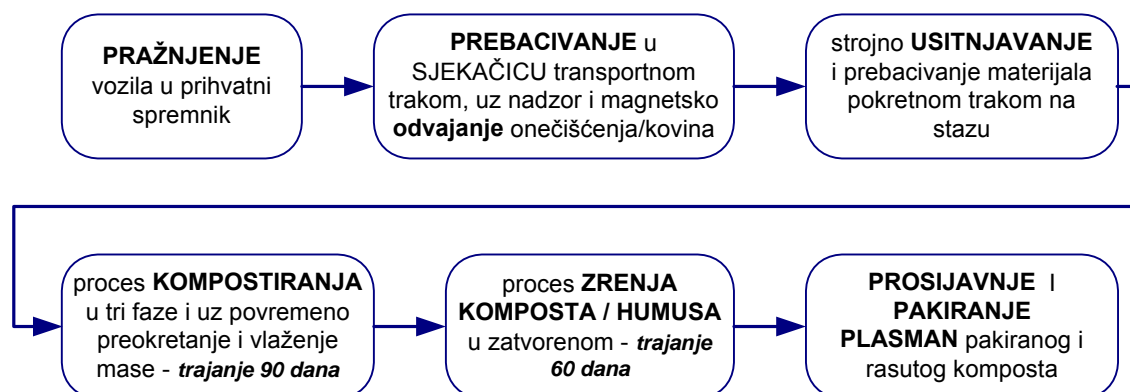 PRAŽNJENJE
vozila u prihvatni
spremnik
PREBACIVANJE u
SJEKAČICU transportnom
trakom, uz nadzor i magnetsko
odvajanje onečišćenja/kovina
strojno USITNJAVANJE
i prebacivanje materijala
pokretnom trakom na
stazu
proces KOMPOSTIRANJA
u tri faze i uz povremeno
preokretanje i vlaženje
mase - trajanje 90 dana
proces ZRENJA
KOMPOSTA / HUMUSA
u zatvorenom - trajanje
60 dana
PROSIJAVNJE I
PAKIRANJE
PLASMAN pakiranog i
rasutog komposta